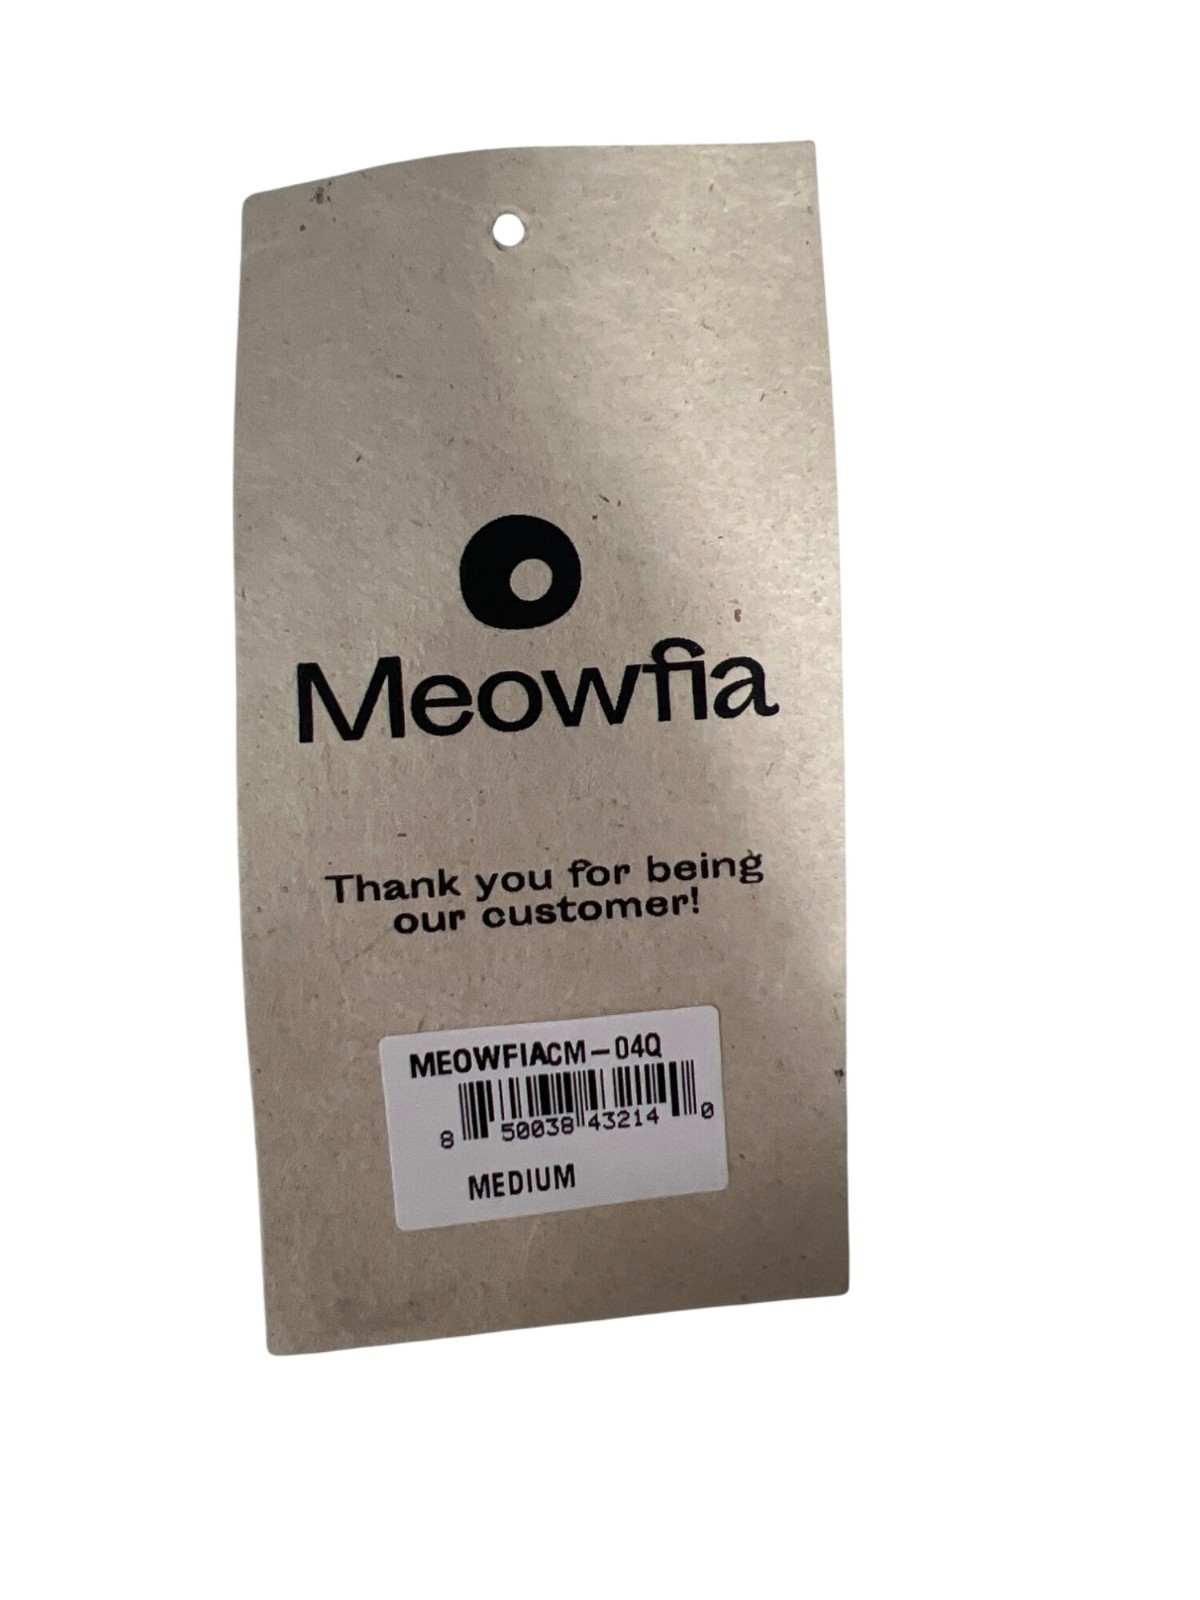 Meowfia
Thank you for being
our customer!
MEOWFIACM-04Q
8 50038 43214 0
MEDIUM